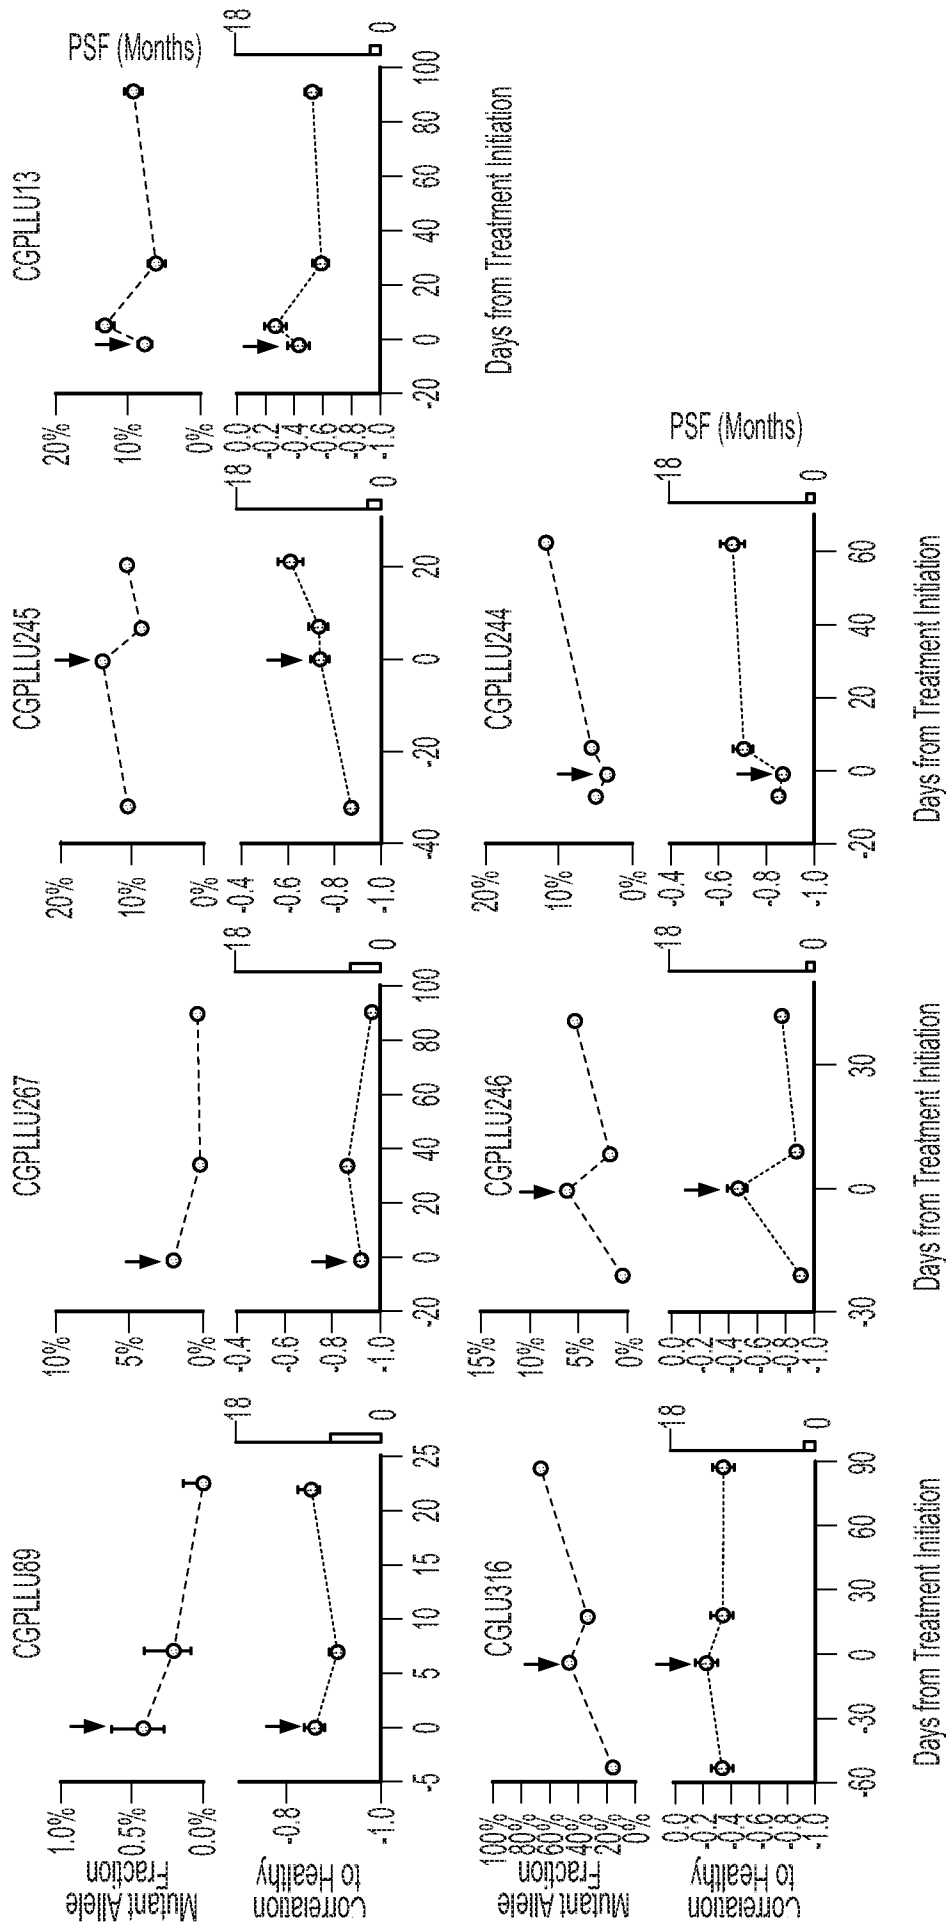 CGPLLU89
Mutant Allele
Fraction
1.0%
0.5%
0.0%
Correlation
to Healthy
-0.8
-1.0
-5 0 5 10 15 20 25
18
0
CGPLLU267
10%
5%
0%
-0.4
-0.6
-0.8
-1.0
-20 0 20 40 60 80 100
18
0
CGPLLU245
20%
10%
0%
-0.4
-0.6
-0.8
-1.0
-40 -20 0 20
18
0
CGPLLU13
20%
10%
0%
0.0
-0.2
-0.4
-0.6
-0.8
-1.0
-20 0 20 40 60 80 100
PSF (Months)
18
0
Days from Treatment Initiation
CGLU316
Mutant Allele
Fraction
100%
80%
60%
40%
20%
0%
Correlation
to Healthy
0.0
-0.2
-0.4
-0.6
-0.8
-1.0
-60 -30 0 30 60 90
18
0
Days from Treatment Initiation
CGPLLU246
15%
10%
5%
0%
0.0
-0.2
-0.4
-0.6
-0.8
-1.0
-30 0 30
18
0
Days from Treatment Initiation
CGPLLU244
20%
10%
0%
-0.4
-0.6
-0.8
-1.0
-20 0 20 40 60
PSF (Months)
18
0
Days from Treatment Initiation